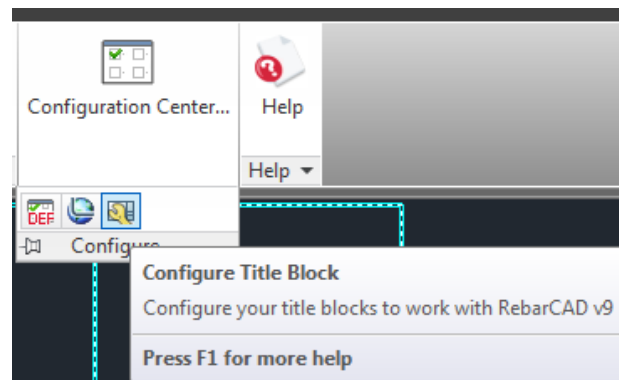 Configuration Center...
Help
Help
DEF
Configure
Configure Title Block
Configure your title blocks to work with RebarCAD v9
Press F1 for more help